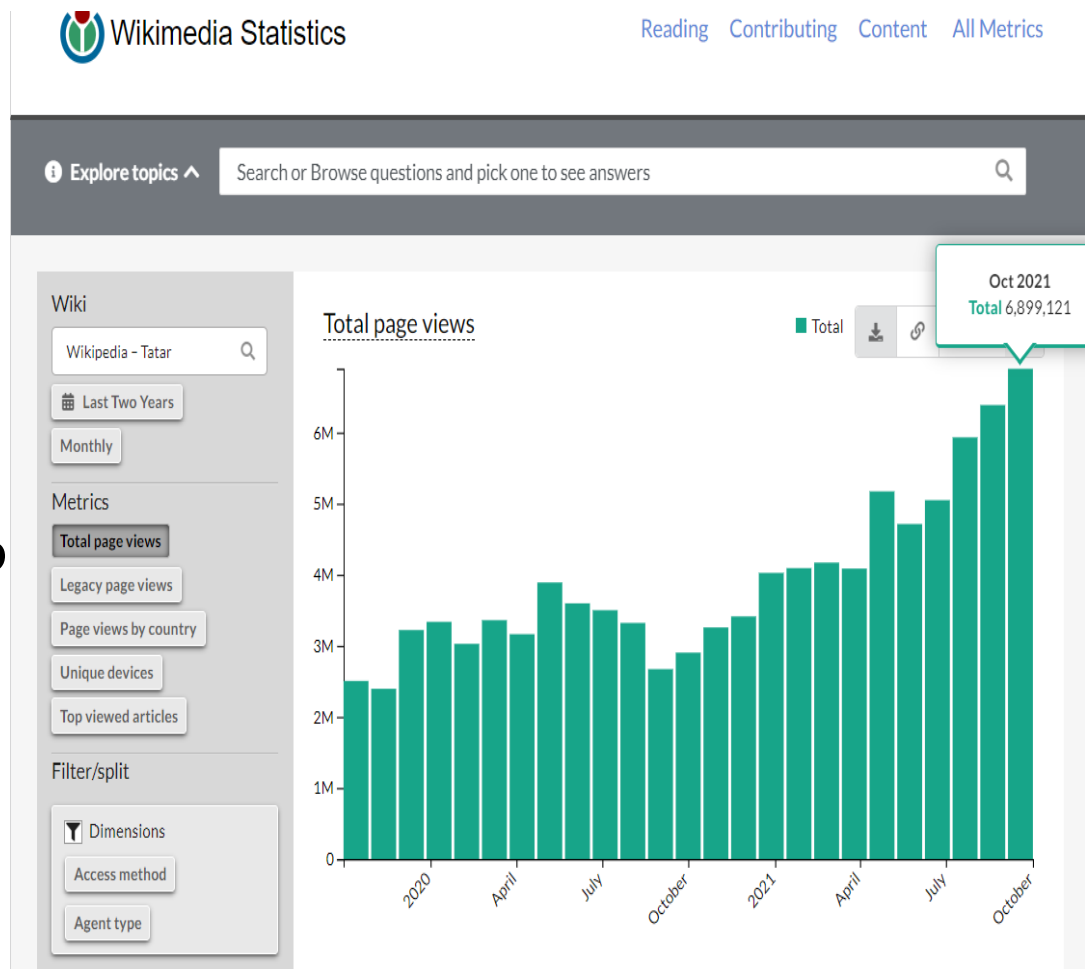 Wikimedia Statistics
Reading Contributing Content All Metrics
Explore topics
Search or Browse questions and pick one to see answers
Wiki
Wikipedia – Tatar
Last Two Years
Monthly
Metrics
Total page views
Legacy page views
Page views by country
Unique devices
Top viewed articles
Filter/split
Dimensions
Access method
Agent type
Total page views
Total
Oct 2021
Total 6,899,121
6M
5M
4M
3M
2M
1M
0
2020 April July October 2021 April July October